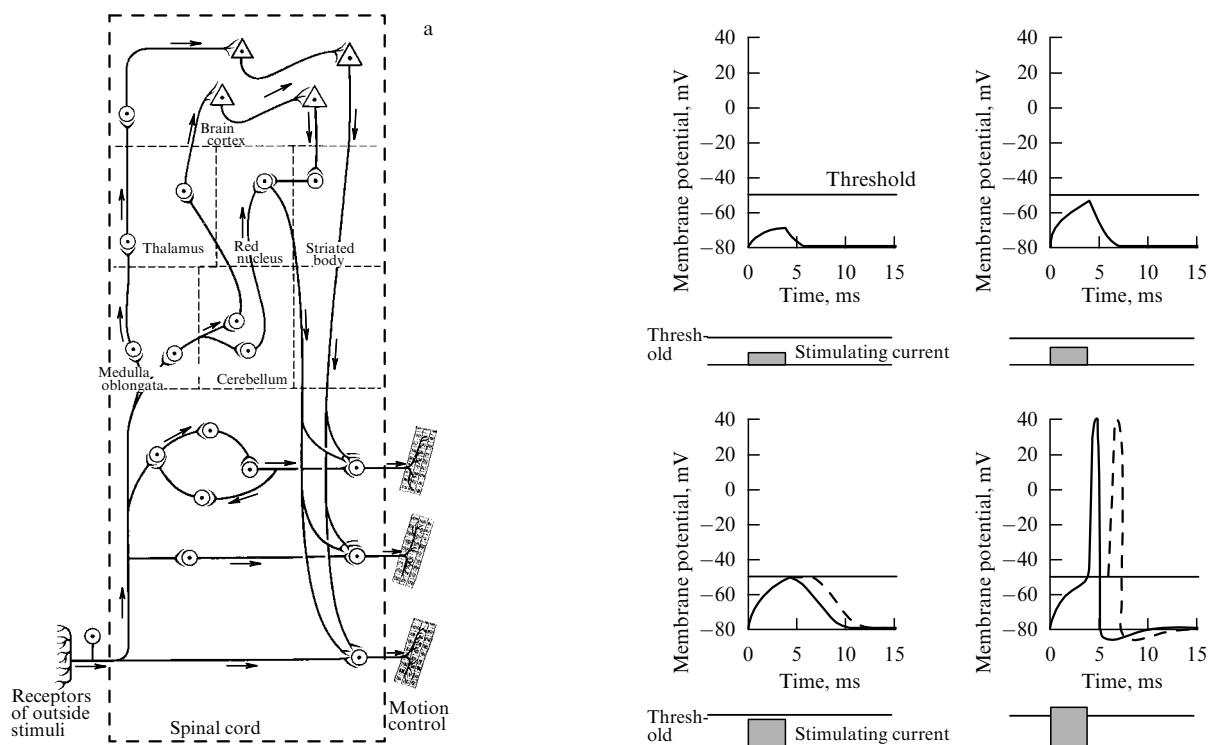 a
Brain
cortex
Thalamus
Red
nucleus
Striated
body
Medulla
oblongata
Cerebellum
Receptors
of outside
stimuli
Spinal cord
Motion
control
Membrane potential, mV
40
20
0
−20
−40
−60
−80
Threshold
0 5 10 15
Time, ms
Thresh-
old
Stimulating current
Membrane potential, mV
40
20
0
−20
−40
−60
−80
0 5 10 15
Time, ms
Membrane potential, mV
40
20
0
−20
−40
−60
−80
0 5 10 15
Time, ms
Thresh-
old
Stimulating current
Membrane potential, mV
40
20
0
−20
−40
−60
−80
0 5 10 15
Time, ms